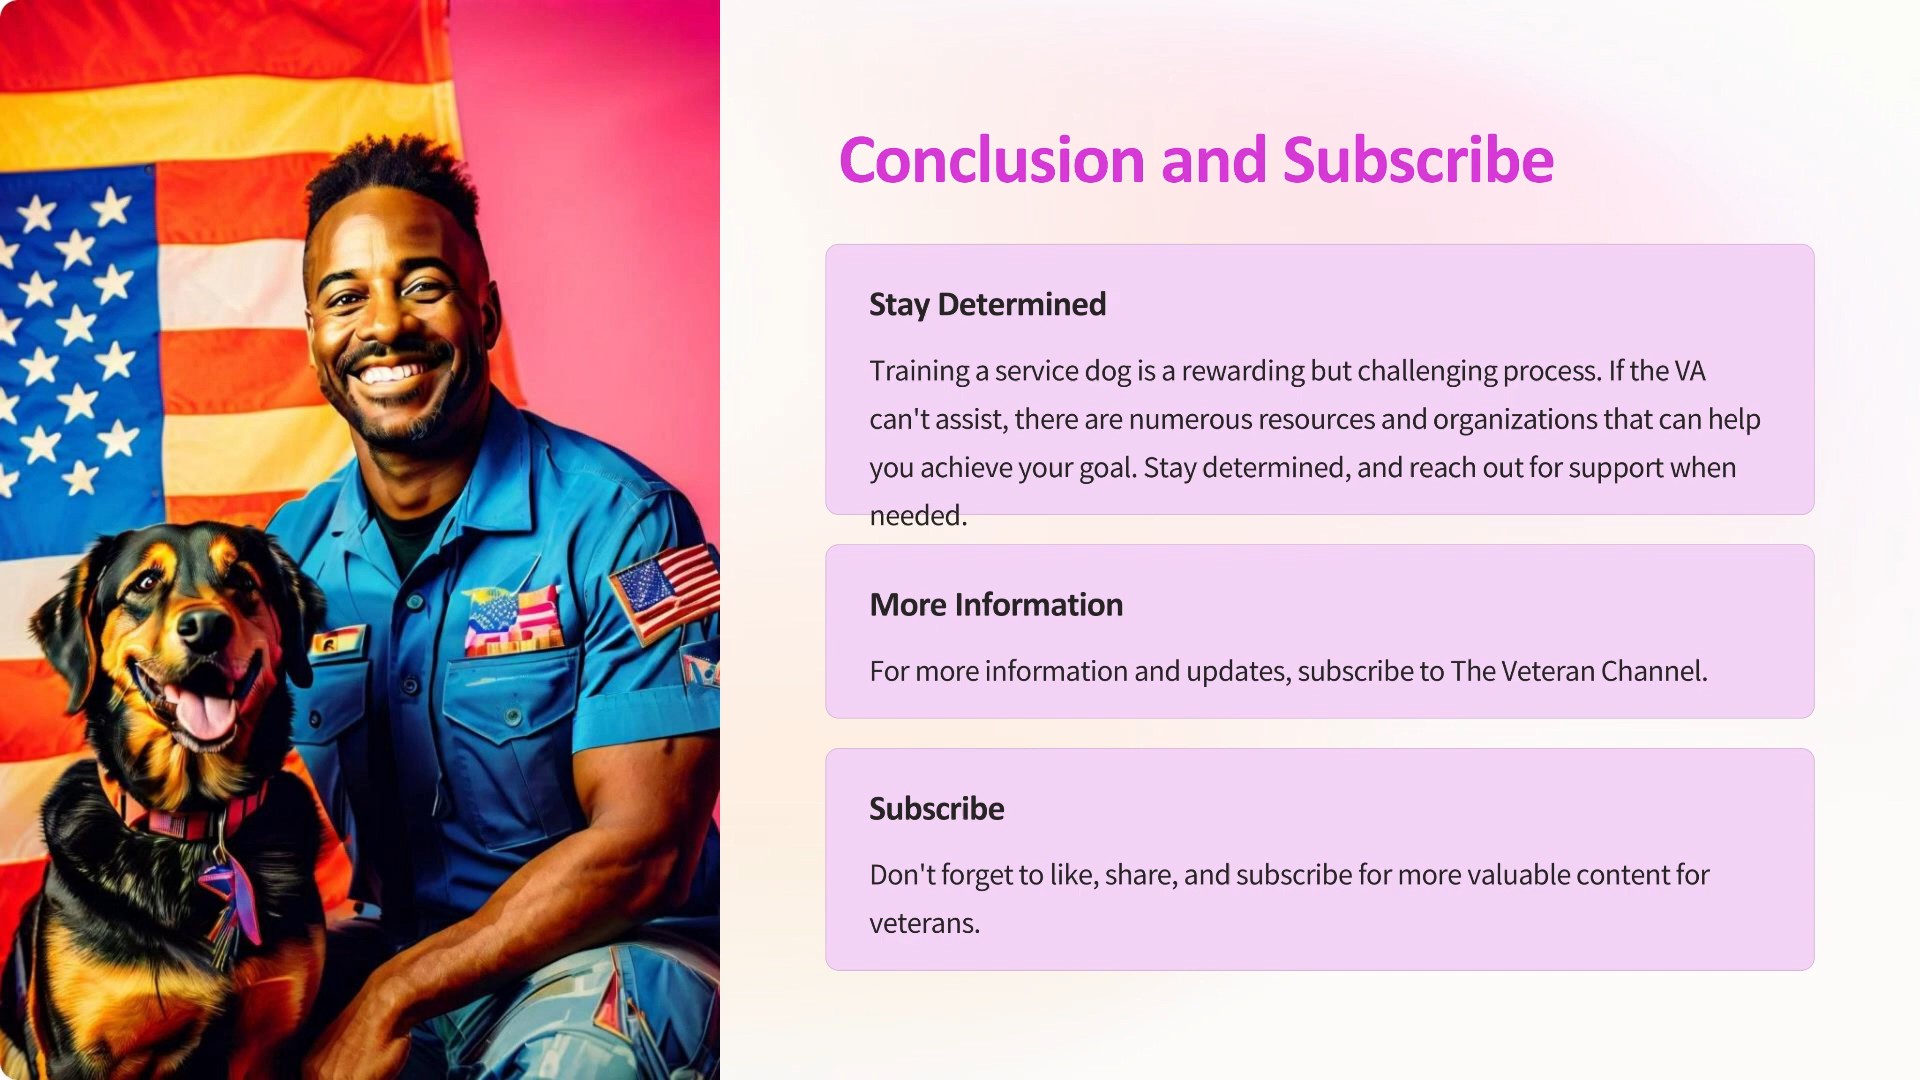 Conclusion and Subscribe
Stay Determined
Training a service dog is a rewarding but challenging process. If the VA
can't assist, there are numerous resources and organizations that can help
you achieve your goal. Stay determined, and reach out for support when
needed.
More Information
For more information and updates, subscribe to The Veteran Channel.
Subscribe
Don't forget to like, share, and subscribe for more valuable content for
veterans.